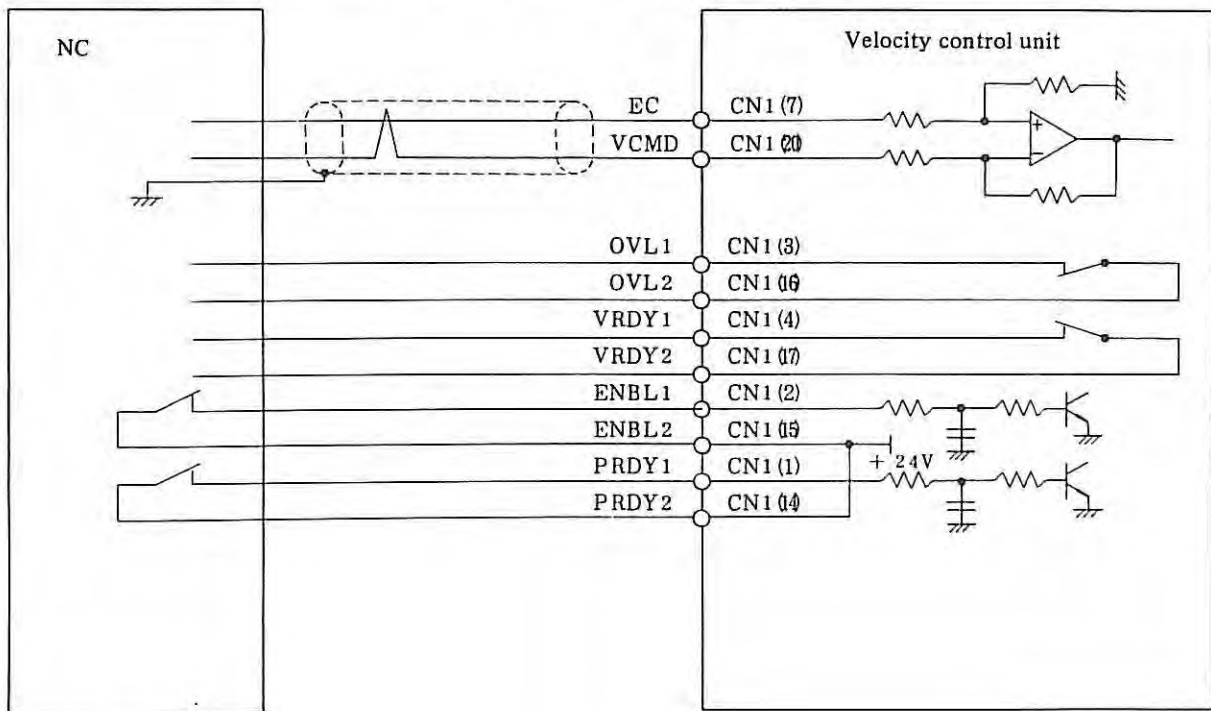 NC
Velocity control unit
EC CN1(7)
VCMD CN1(20)
OVL1 CN1(3)
OVL2 CN1(16)
VRDY1 CN1(4)
VRDY2 CN1(17)
ENBL1 CN1(2)
ENBL2 CN1(15)
+24V
PRDY1 CN1(1)
PRDY2 CN1(14)